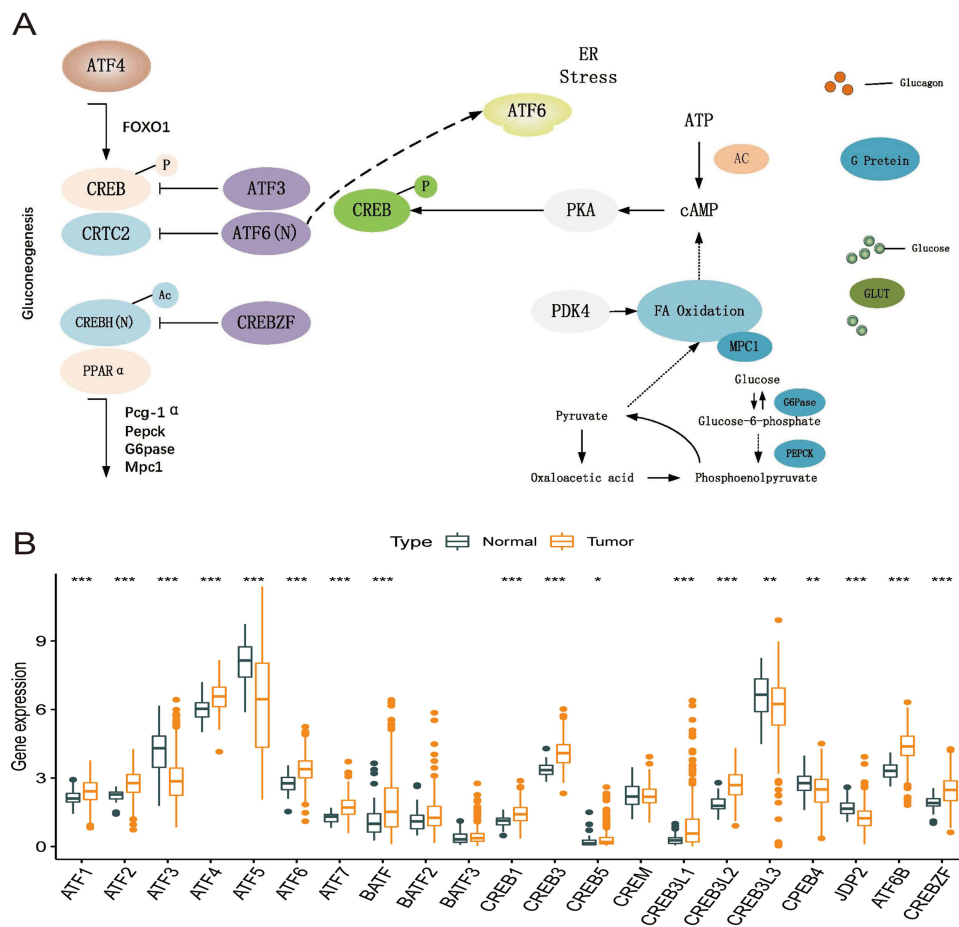 A
ATF4
FOXO1
P
CREB
CRTC2
ATF3
ATF6(N)
Gluconeogenesis
Ac
CREBH(N)
CREBZF
PPAR α
Pcg-1 α
Pepck
G6pase
Mpc1
ER
Stress
ATF6
P
CREB
PKA
ATP
AC
cAMP
PDK4
FA Oxidation
MPC1
Glucose
G6Pase
Glucose-6-phosphate
PEPCK
Pyruvate
Oxaloacetic acid
Phosphoenolpyruvate
Glucagon
G Pretein
Glucose
GLUT
B
Type Normal Tumor
*** *** *** *** *** *** *** *** *** *** * *** *** ** ** *** *** ***
Gene expression
9
6
3
0
ATF1 ATF2 ATF3 ATF4 ATF5 ATF6 ATF7 BATF BATF2 BATF3 CREB1 CREB3 CREB5 CREM CREB3L1 CREB3L2 CREB3L3 CPEB4 JDP2 ATF6B CREBZF